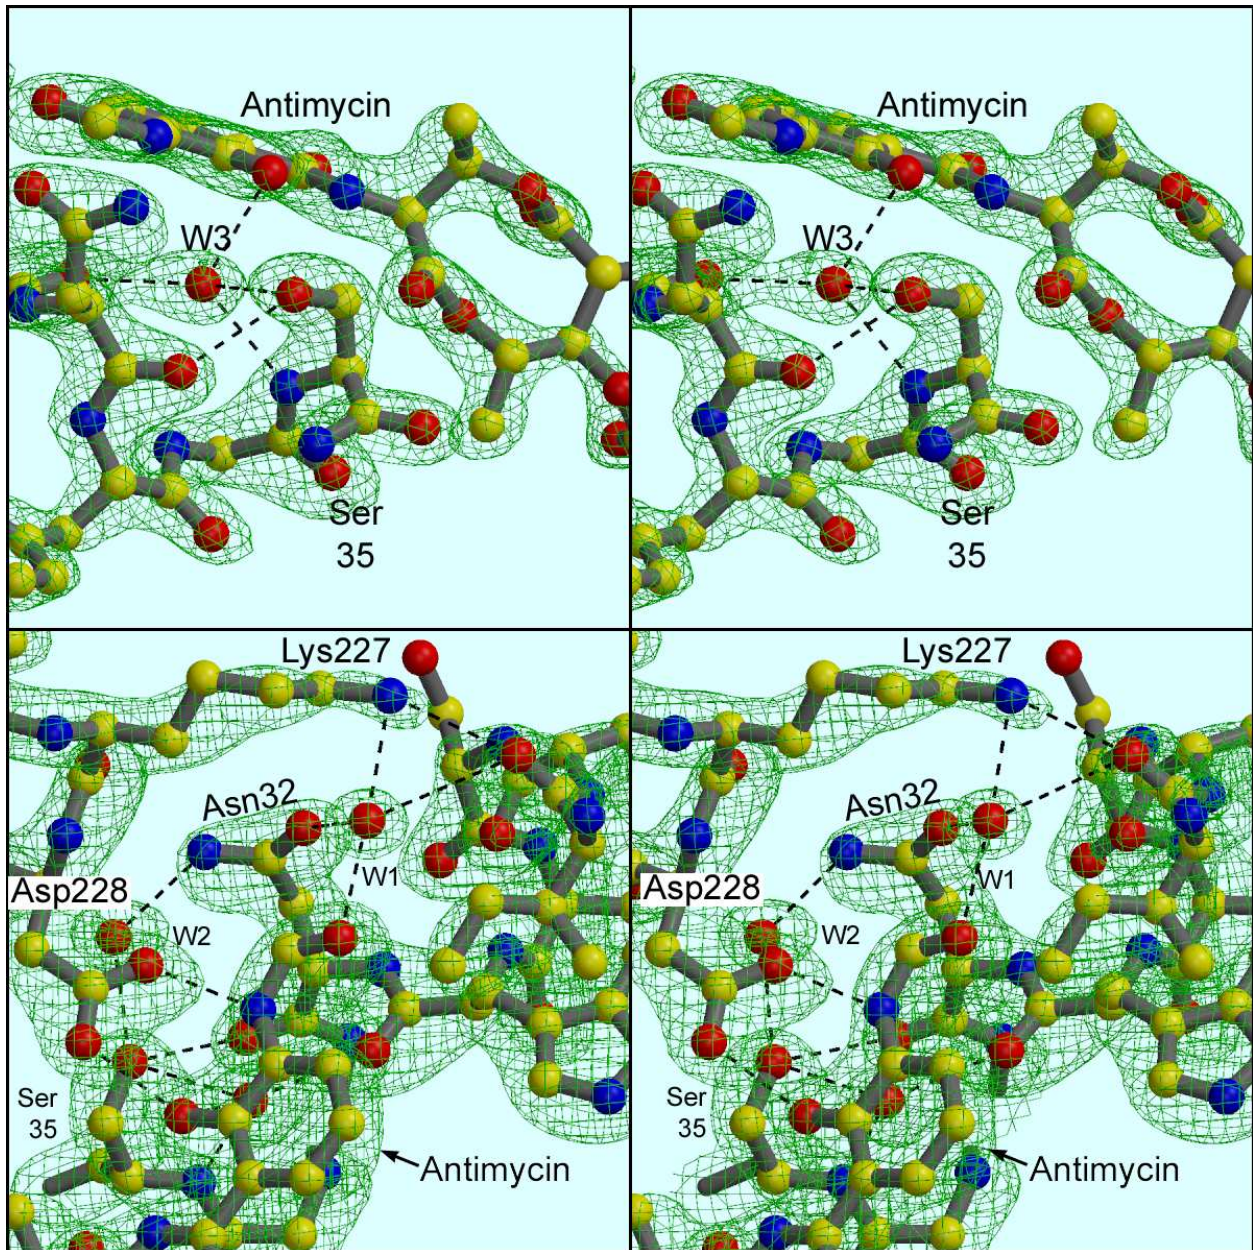 Antimycin
W3
Ser
35
Antimycin
W3
Ser
35
Lys227
Asn32
W1
Asp228
W2
Ser
35
Antimycin
Lys227
Asn32
W1
Asp228
W2
Ser
35
Antimycin